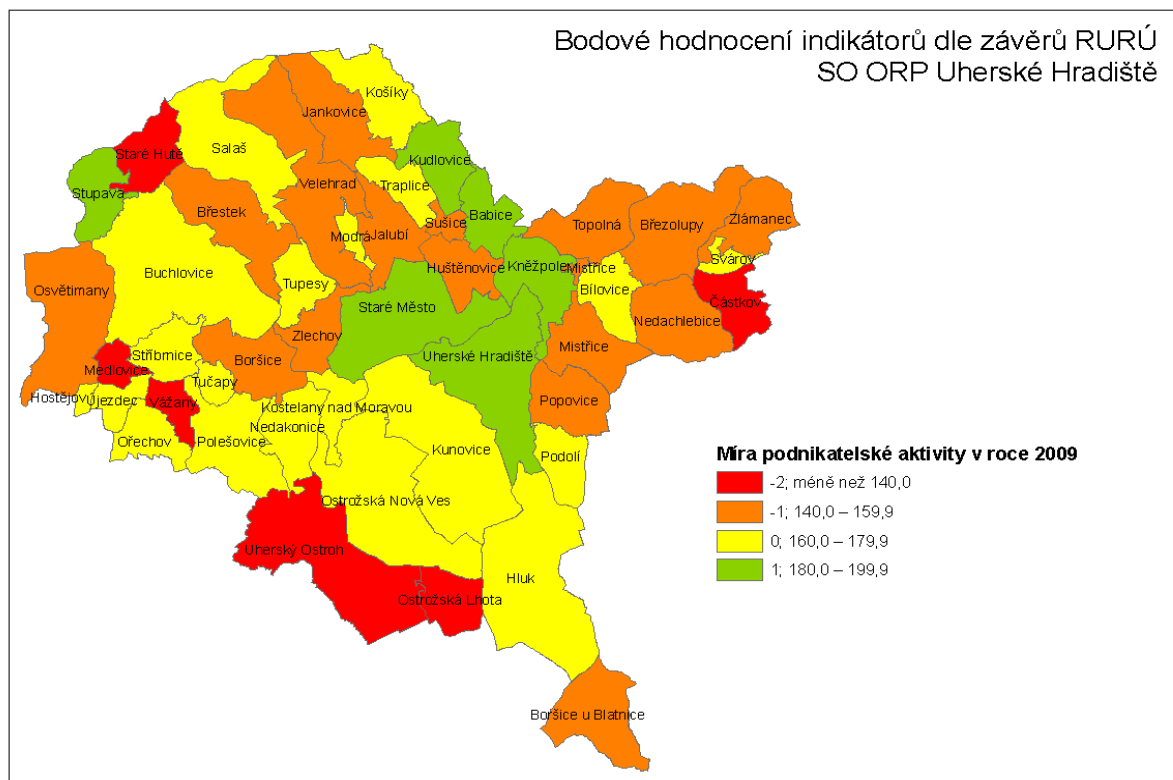 Bodové hodnocení indikátorů dle závěrů RURÚ
SO ORP Uherské Hradiště
Košíky
Jankovice
Salaš
Staré Hutě
Kudlovice
Stupava
Velehrad
Traplice
Babice
Břestek
Sušice
Topolná
Březolupy
Zlámanec
Modrá
Jalubí
Svárov
Buchlovice
Huštěnovice
Kněžpole
Mistřice
Tupesy
Bílovice
Osvětimany
Staré Město
Částkov
Nedachlebice
Zlechov
Mistřice
Stříbrnice
Boršice
Uherské Hradiště
Medlovice
Tučapy
Hostějov
Újezdec
Vážany
Kostelany nad Moravou
Popovice
Nedakonice
Ořechov
Polešovice
Kunovice
Podolí
Míra podnikatelské aktivity v roce 2009
-2; méně než 140,0
-1; 140,0 – 159,9
0; 160,0 – 179,9
1; 180,0 – 199,9
Ostrožská Nová Ves
Uherský Ostroh
Hluk
Ostrožská Lhota
Boršice u Blatnice